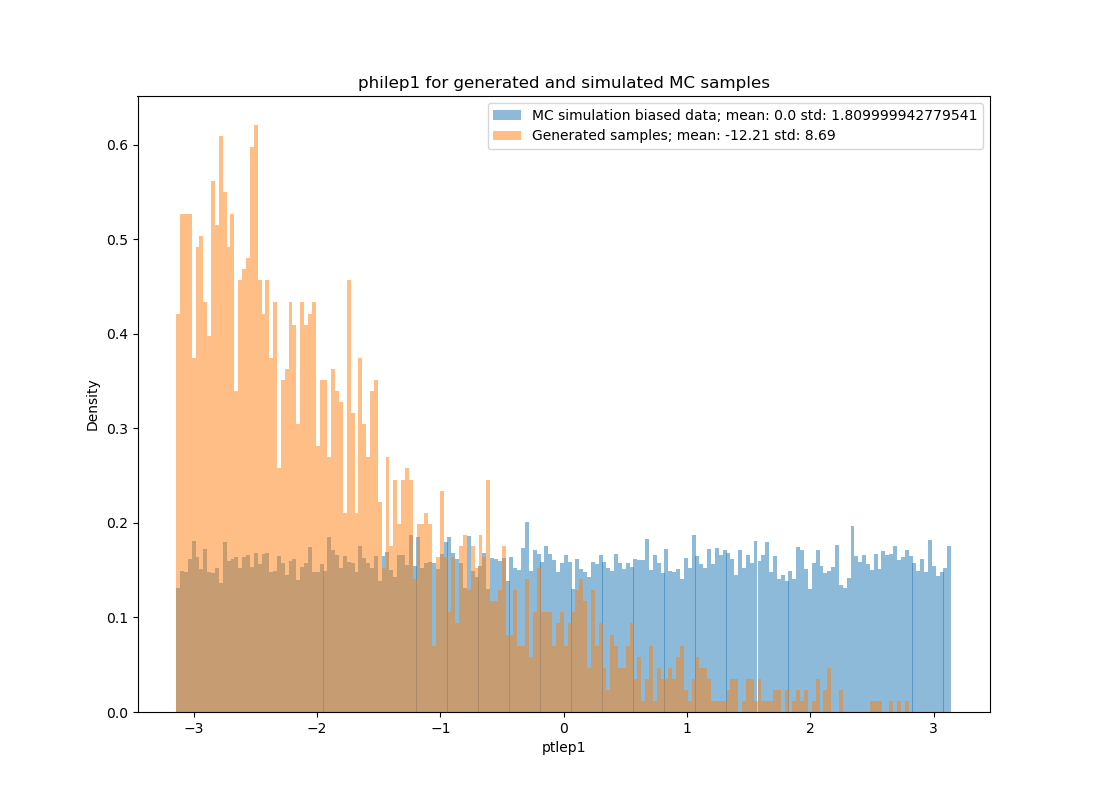 philep1 for generated and simulated MC samples
MC simulation biased data; mean: 0.0 std: 1.809999942779541
Generated samples; mean: -12.21 std: 8.69
0.6
0.5
0.4
0.3
0.2
0.1
0.0
Density
−3
−2
−1
0
1
2
3
ptlep1